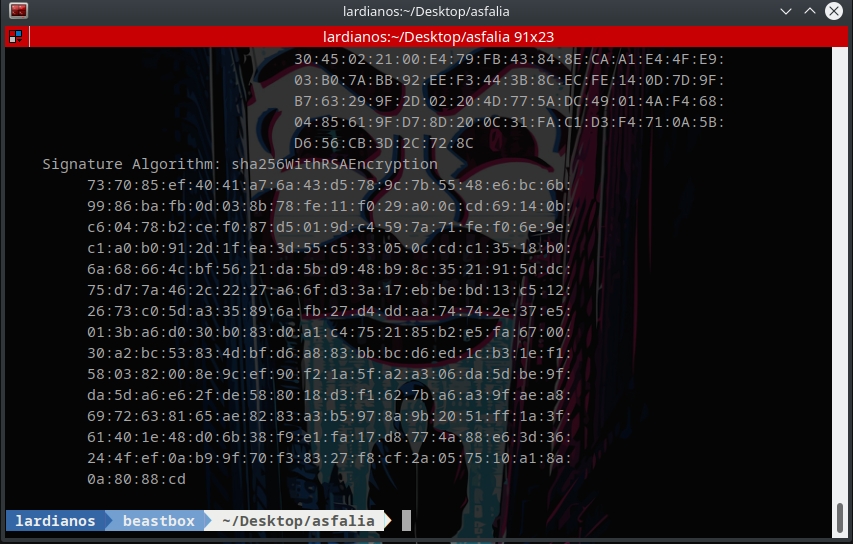 lardianos:~/Desktop/asfalia
lardianos:~/Desktop/asfalia 91x23
30:45:02:21:00:E4:79:FB:43:84:8E:CA:A1:E4:4F:E9:
03:B0:7A:BB:92:EE:F3:44:3B:8C:EC:FE:14:0D:7D:9F:
B7:63:29:9F:2D:02:20:4D:77:5A:DC:49:01:4A:F4:68:
04:85:61:9F:D7:8D:20:0C:31:FA:C1:D3:F4:71:0A:5B:
D6:56:CB:3D:2C:72:8C
Signature Algorithm: sha256WithRSAEncryption
73:70:85:ef:40:41:a7:6a:43:d5:78:9c:7b:55:48:e6:bc:6b:
99:86:ba:fb:0d:03:8b:78:fe:11:f0:29:a0:0c:cd:69:14:0b:
c6:04:78:b2:ce:f0:87:d5:01:9d:c4:59:7a:71:fe:f0:6e:9e:
c1:a0:b0:91:2d:1f:ea:3d:55:c5:33:05:0c:cd:c1:35:18:b0:
6a:68:66:4c:bf:56:21:da:5b:d9:48:b9:8c:35:21:91:5d:dc:
75:d7:7a:46:2c:22:27:a6:6f:d3:3a:17:eb:be:bd:13:c5:12:
26:73:c0:5d:a3:35:89:6a:fb:27:d4:dd:aa:74:74:2e:37:e5:
01:3b:a6:d0:30:b0:83:d0:a1:c4:75:21:85:b2:e5:fa:67:00:
30:a2:bc:53:83:4d:bf:d6:a8:83:bb:bc:d6:ed:1c:b3:1e:f1:
58:03:82:00:8e:9c:ef:90:f2:1a:5f:a2:a3:06:da:5d:be:9f:
da:5d:a6:e6:2f:de:58:80:18:d3:f1:62:7b:a6:a3:9f:ae:a8:
69:72:63:81:65:ae:82:83:a3:b5:97:8a:9b:20:51:ff:1a:3f:
61:40:1e:48:d0:6b:38:f9:e1:fa:17:d8:77:4a:88:e6:3d:36:
24:4f:ef:0a:b9:9f:70:f3:83:27:f8:cf:2a:05:75:10:a1:8a:
0a:80:88:cd
lardianos beastbox ~/Desktop/asfalia